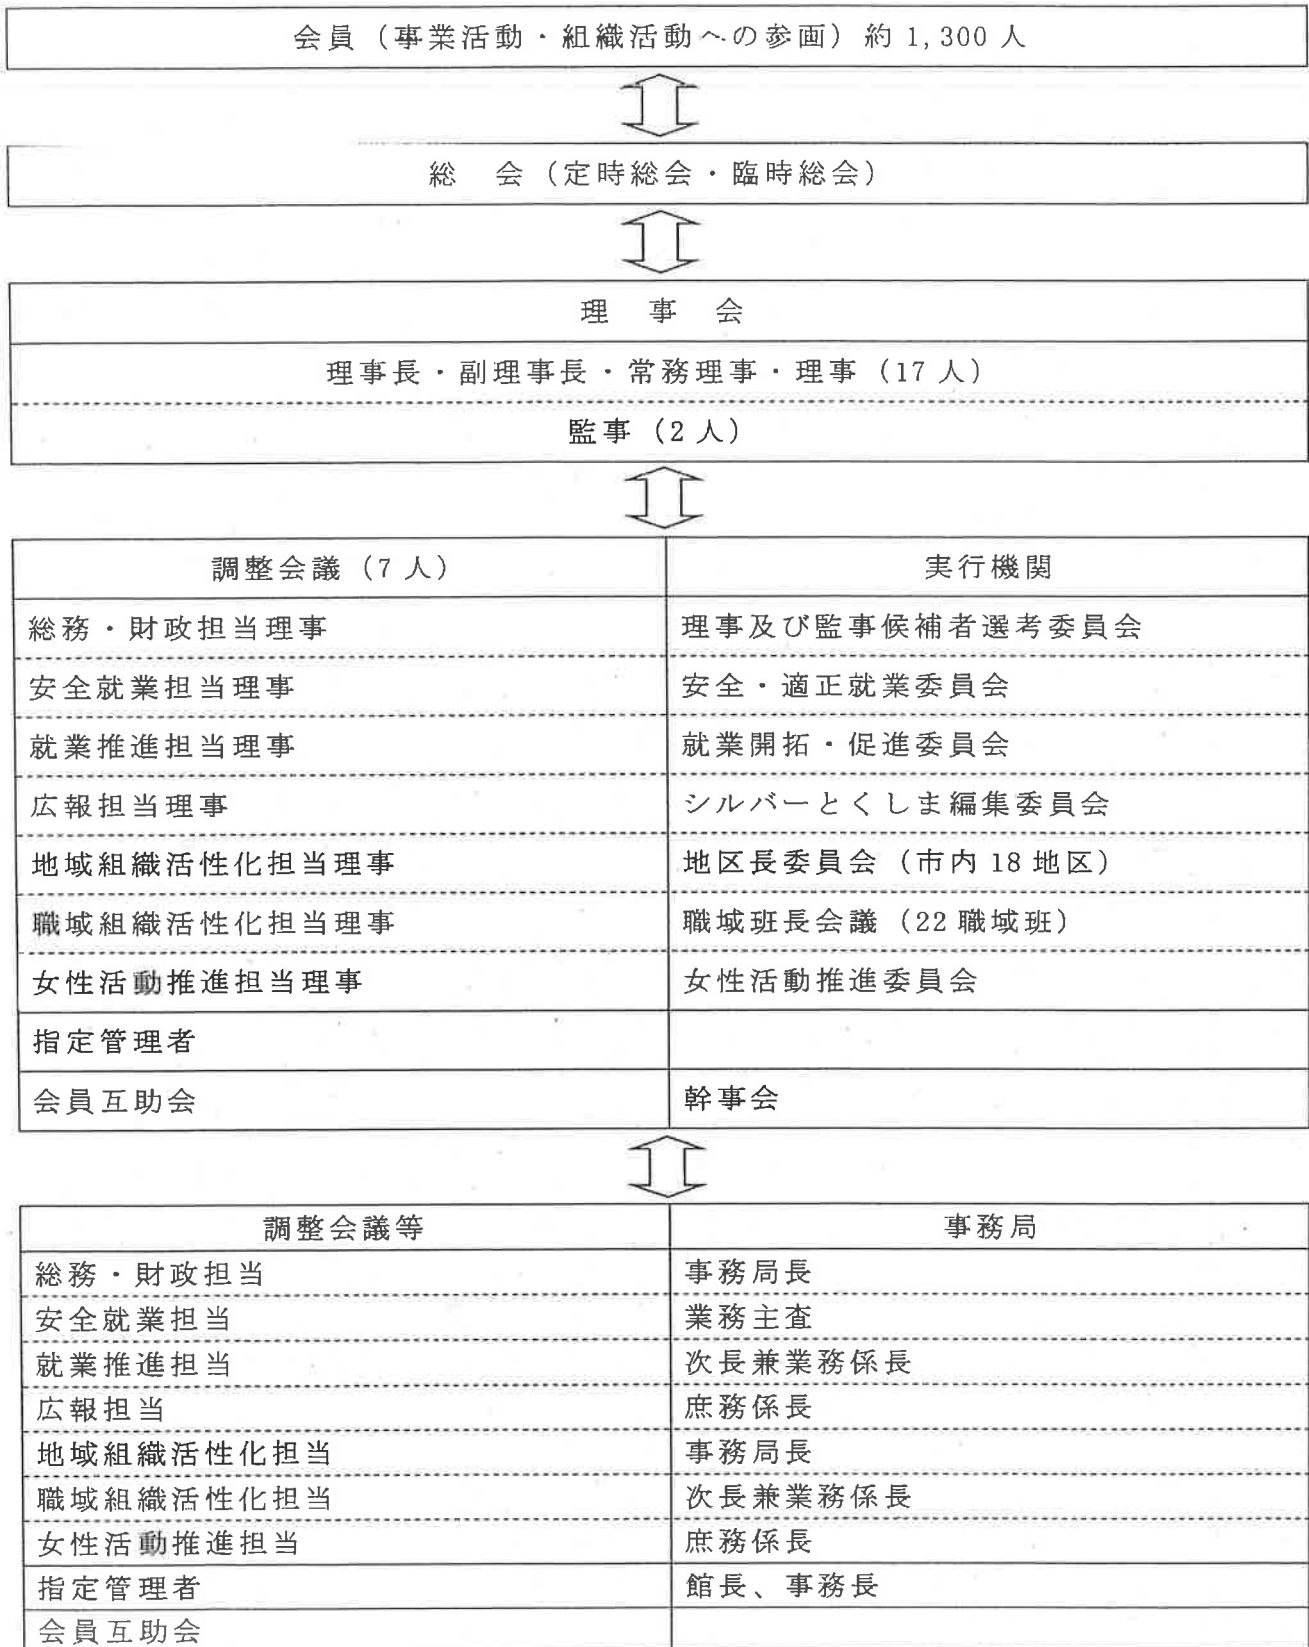 会員（事業活動・組織活動への参画）約 1,300 人
総　会（定時総会・臨時総会）
理　事　会
理事長・副理事長・常務理事・理事（17 人）
監事（2 人）
調整会議（7 人）　実行機関
総務・財政担当理事　理事及び監事候補者選考委員会
安全就業担当理事　安全・適正就業委員会
就業推進担当理事　就業開拓・促進委員会
広報担当理事　シルバーとくしま編集委員会
地域組織活性化担当理事　地区長委員会（市内 18 地区）
職域組織活性化担当理事　職域班長会議（22 職域班）
女性活動推進担当理事　女性活動推進委員会
指定管理者
会員互助会　幹事会
調整会議等　事務局
総務・財政担当　事務局長
安全就業担当　業務主査
就業推進担当　次長兼業務係長
広報担当　庶務係長
地域組織活性化担当　事務局長
職域組織活性化担当　次長兼業務係長
女性活動推進担当　庶務係長
指定管理者　館長、事務長
会員互助会